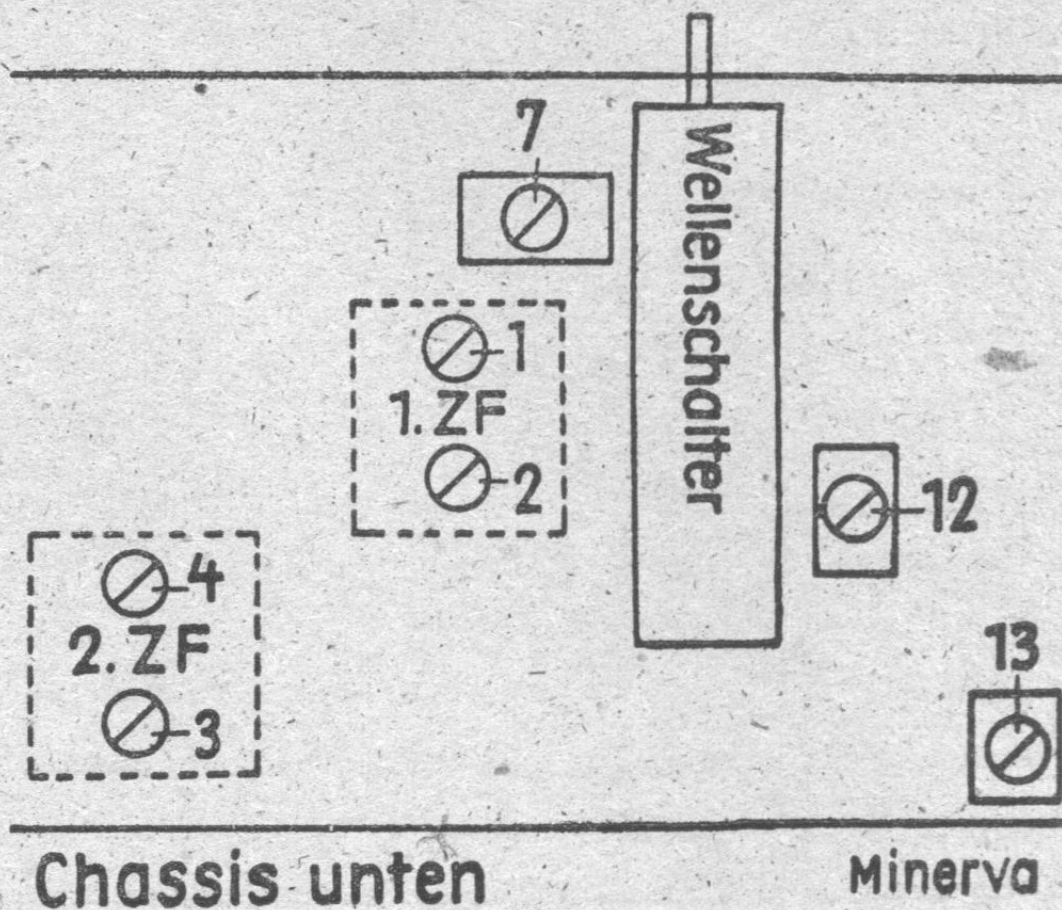 7
Wellenschalter
1
1. ZF
2
12
4
2. ZF
3
13
Chassis unten
Minerva